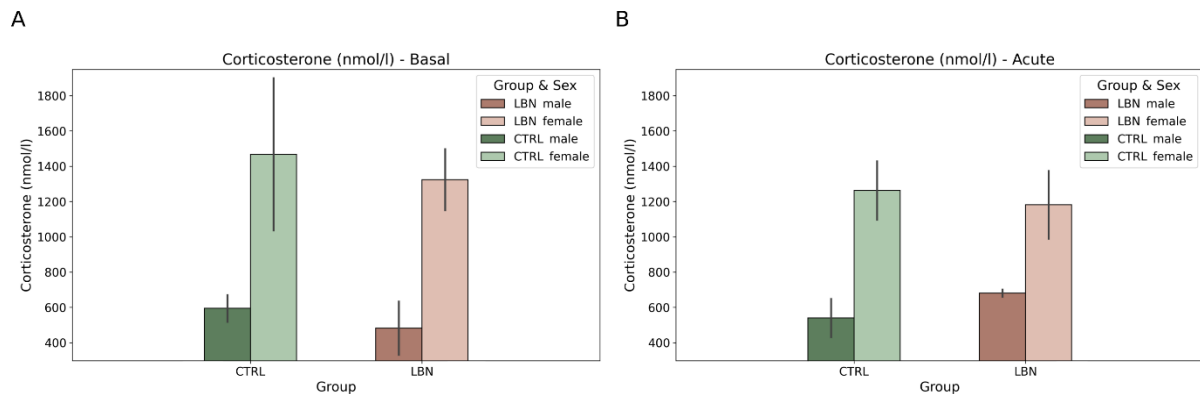 A
Corticosterone (nmol/l) - Basal
Corticosterone (nmol/l)
1800
1600
1400
1200
1000
800
600
400
Group & Sex
LBN male
LBN female
CTRL male
CTRL female
CTRL
LBN
Group
B
Corticosterone (nmol/l) - Acute
Corticosterone (nmol/l)
1800
1600
1400
1200
1000
800
600
400
Group & Sex
LBN male
LBN female
CTRL male
CTRL female
CTRL
LBN
Group